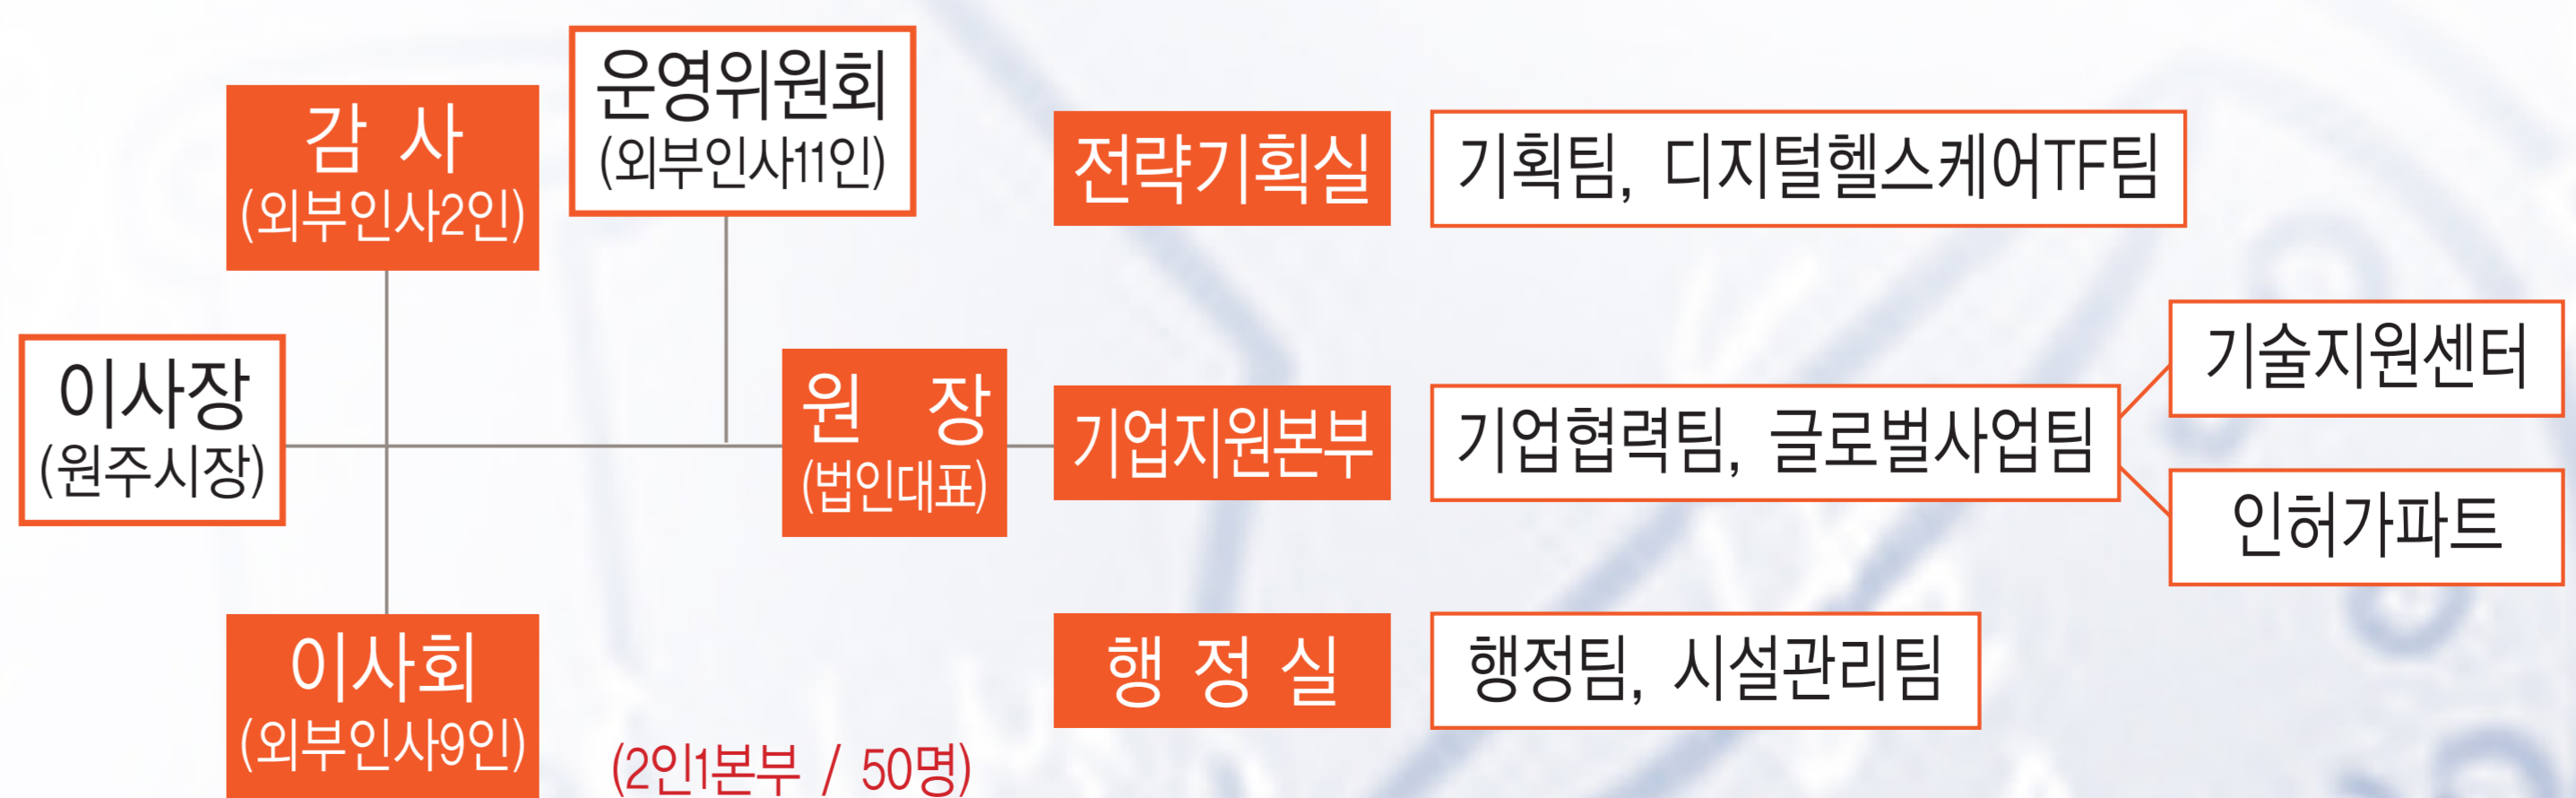 운영위원회
(외부인사11인)
감 사
(외부인사2인)
전략기획실
기획팀, 디지털헬스케어TF팀
이사장
(원주시장)
원 장
(법인대표)
기업지원본부
기업협력팀, 글로벌사업팀
기술지원센터
인허가파트
이사회
(외부인사9인)
행 정 실
행정팀, 시설관리팀
(2인1본부 / 50명)